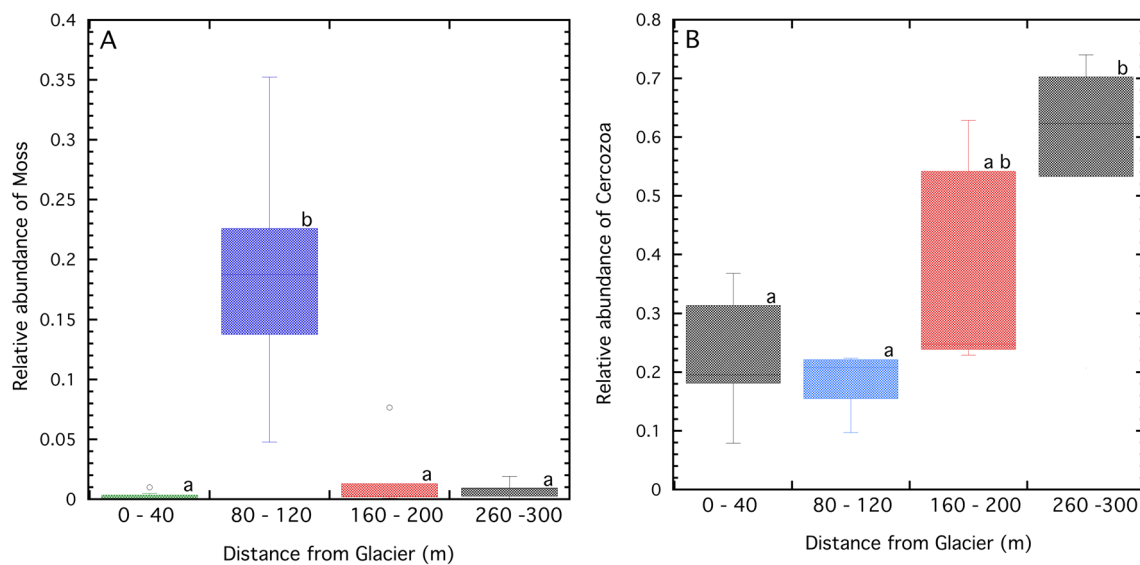 A
Relative abundance of Moss
0.4
0.35
0.3
0.25
0.2
0.15
0.1
0.05
0
a
b
a
a
0 - 40
80 - 120
160 - 200
260 -300
Distance from Glacier (m)
B
Relative abundance of Cercozoa
0.8
0.7
0.6
0.5
0.4
0.3
0.2
0.1
0
a
a
a b
b
0 - 40
80 - 120
160 - 200
260 -300
Distance from Glacier (m)